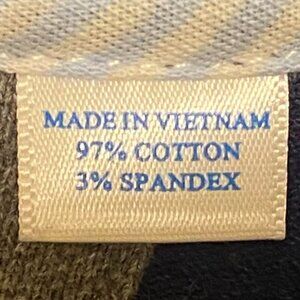 MADE IN VIETNAM
97% COTTON
3% SPANDEX